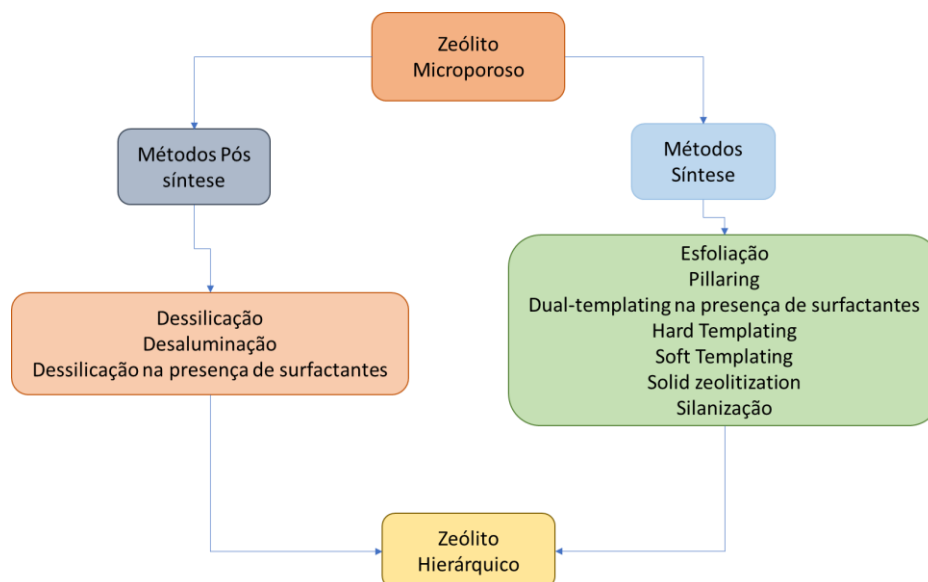 Zeólito
Microporoso
Métodos Pós
síntese
Métodos
Síntese
Dessilicação
Desaluminação
Dessilicação na presença de surfactantes
Esfoliação
Pillaring
Dual-templating na presença de surfactantes
Hard Templating
Soft Templating
Solid zeolitization
Silanização
Zeólito
Hierárquico